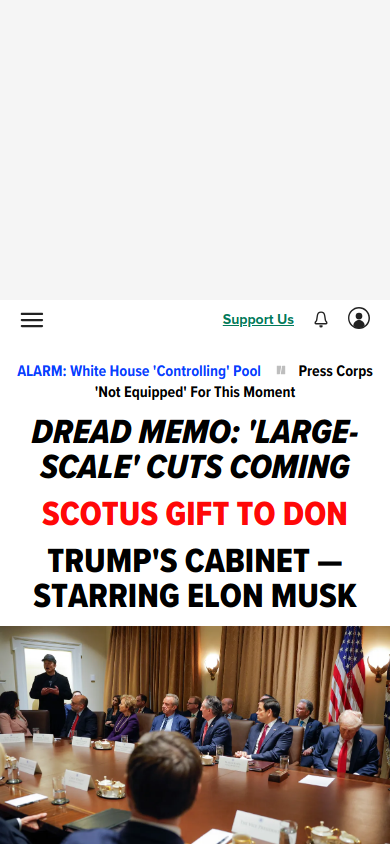 Support Us
ALARM: White House 'Controlling' Pool
Press Corps
'Not Equipped' For This Moment
DREAD MEMO: 'LARGE-
SCALE' CUTS COMING
SCOTUS GIFT TO DON
TRUMP'S CABINET —
STARRING ELON MUSK